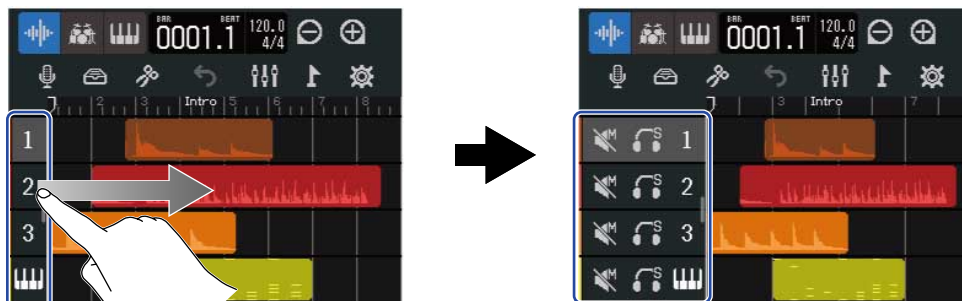 BAR BEAT
0001.1 120.0 4/4
1 2 3 Intro 5 6 7 8
1
2
3
BAR BEAT
0001.1 120.0 4/4
1 3 Intro 7
M S 1
M S 2
M S 3
M S